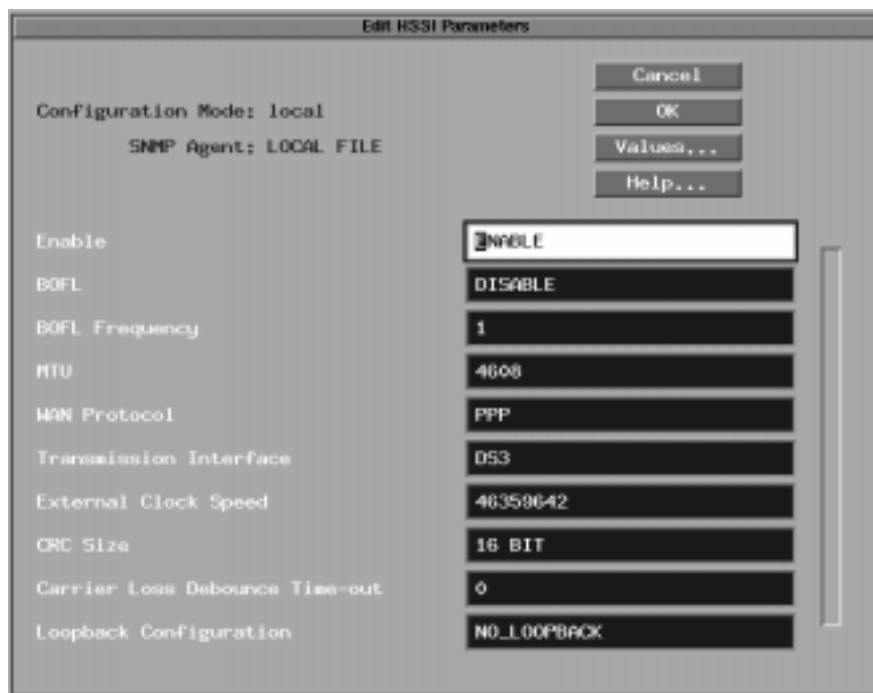 Edit HSSI Parameters
Cancel
Configuration Mode: local
OK
SNMP Agent: LOCAL FILE
Values...
Help...
Enable ENABLE
BOFL DISABLE
BOFL Frequency 1
MTU 4608
WAN Protocol PPP
Transmission Interface DS3
External Clock Speed 46359642
CRC Size 16 BIT
Carrier Loss Debounce Time-out 0
Loopback Configuration NO_LOOPBACK